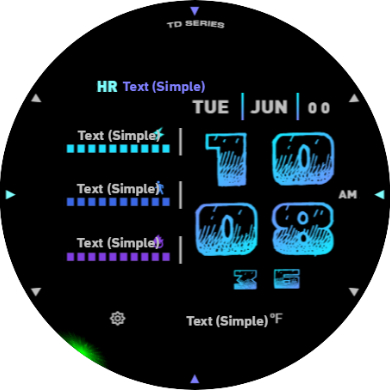 TD SERIES
HR Text (Simple)
TUE JUN 00
Text (Simple)
10
Text (Simple)
AM
08
Text (Simple)
36
Text (Simple) °F